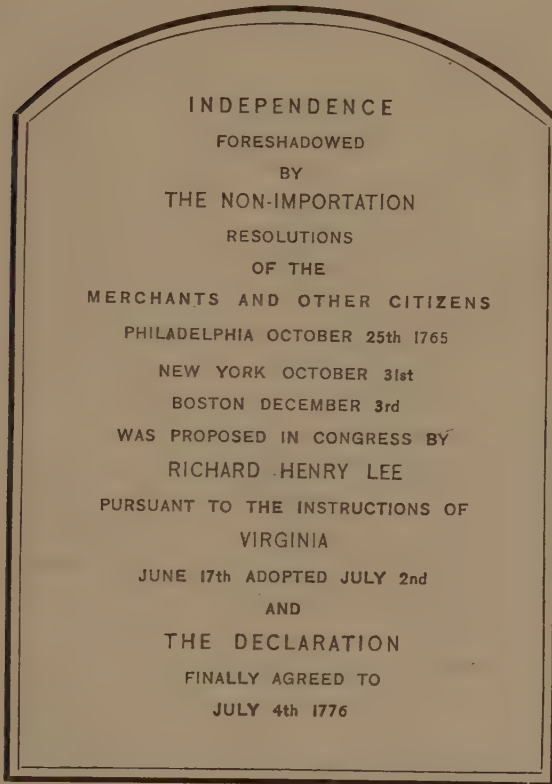 INDEPENDENCE
FORESHADOWED
BY
THE NON-IMPORTATION
RESOLUTIONS
OF THE
MERCHANTS AND OTHER CITIZENS
PHILADELPHIA OCTOBER 25th 1765
NEW YORK OCTOBER 31st
BOSTON DECEMBER 3rd
WAS PROPOSED IN CONGRESS BY
RICHARD HENRY LEE
PURSUANT TO THE INSTRUCTIONS OF
VIRGINIA
JUNE 17th ADOPTED JULY 2nd
AND
THE DECLARATION
FINALLY AGREED TO
JULY 4th 1776